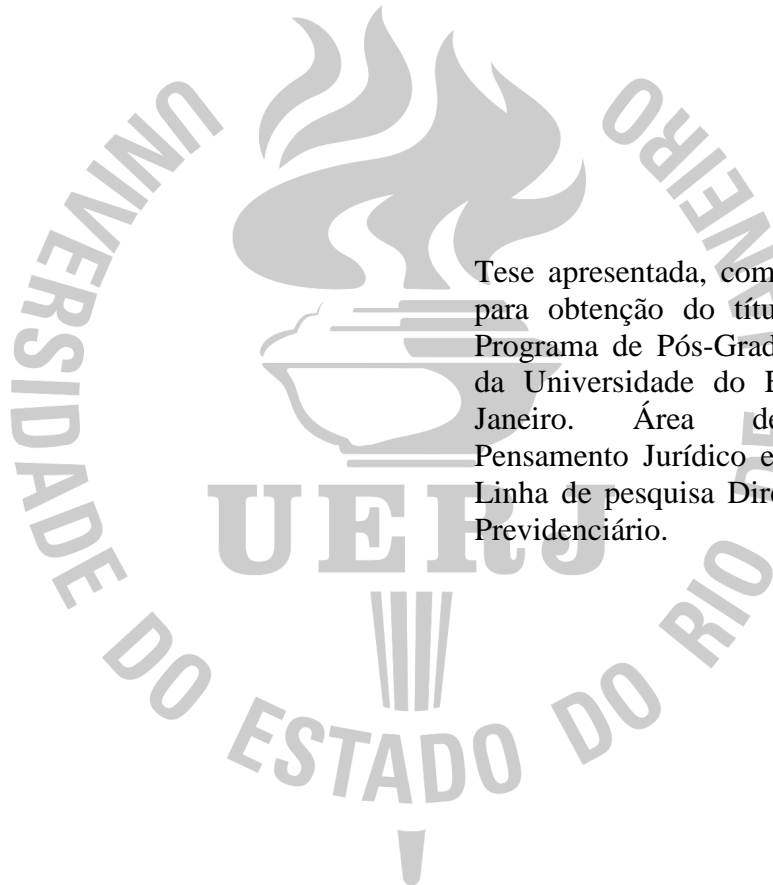 UNIVERSIDADE DO ESTADO DO RIO DE JANEIRO
UERJ
Tese apresentada, com
para obtenção do títu
Programa de Pós-Grad
da Universidade do E
Janeiro. Área de
Pensamento Jurídico e
Linha de pesquisa Dire
Previdenciário.